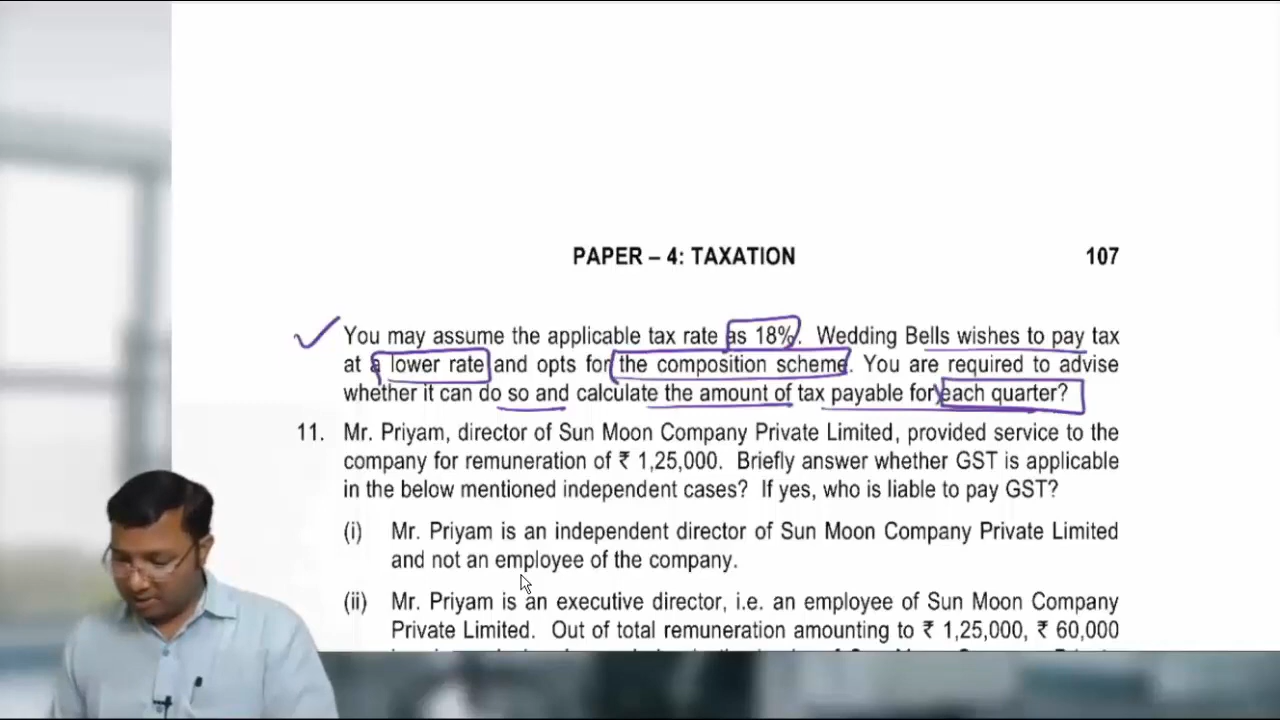 PAPER – 4: TAXATION 107
You may assume the applicable tax rate as 18%. Wedding Bells wishes to pay tax
at a lower rate and opts for the composition scheme. You are required to advise
whether it can do so and calculate the amount of tax payable for each quarter?
11. Mr. Priyam, director of Sun Moon Company Private Limited, provided service to the
company for remuneration of ₹ 1,25,000. Briefly answer whether GST is applicable
in the below mentioned independent cases? If yes, who is liable to pay GST?
(i) Mr. Priyam is an independent director of Sun Moon Company Private Limited
and not an employee of the company.
(ii) Mr. Priyam is an executive director, i.e. an employee of Sun Moon Company
Private Limited. Out of total remuneration amounting to ₹ 1,25,000, ₹ 60,000